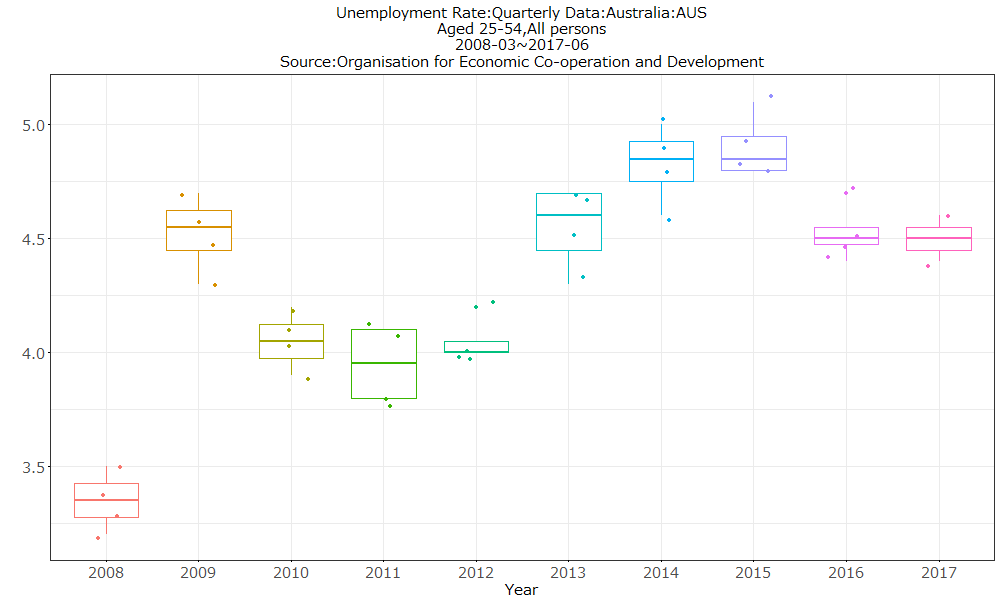 Unemployment Rate:Quarterly Data:Australia:AUS
Aged 25-54,All persons
2008-03~2017-06
Source:Organisation for Economic Co-operation and Development
5.0
4.5
4.0
3.5
2008 2009 2010 2011 2012 2013 2014 2015 2016 2017
Year